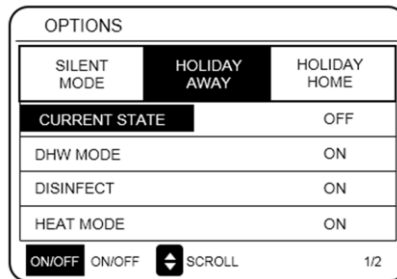 OPTIONS
SILENT MODE
HOLIDAY AWAY
HOLIDAY HOME
CURRENT STATE OFF
DHW MODE ON
DISINFECT ON
HEAT MODE ON
ON/OFF ON/OFF SCROLL 1/2